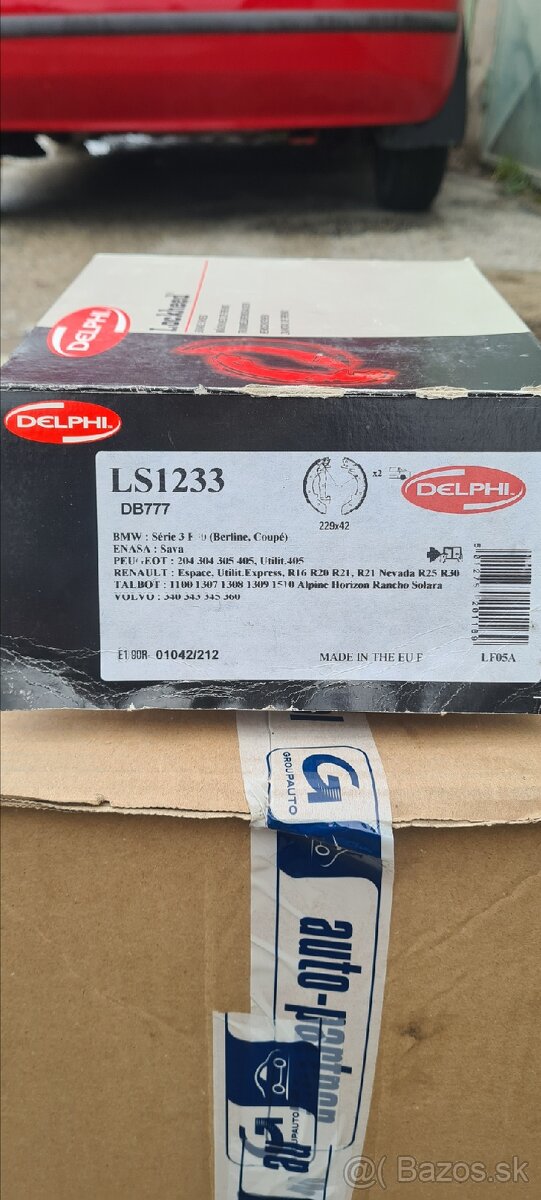 Lockheed
DELPHI
DELPHI
LS1233
DB777
229x42
x2
DELPHI
BMW : Série 3 E30 (Berline, Coupé)
ENASA : Sava
PEUGEOT : 204 304 305 405, Utilit.405
RENAULT : Espace, Utilit.Express, R16 R20 R21, R21 Nevada R25 R30
TALBOT : 1100 1307 1308 1309 1510 Alpine Horizon Rancho Solara
VOLVO : 340 343 345 360
E1 90R- 01042/212
MADE IN THE EU F
LF05A
G
GROUPAUTO
auto-partner
© Bazos.sk